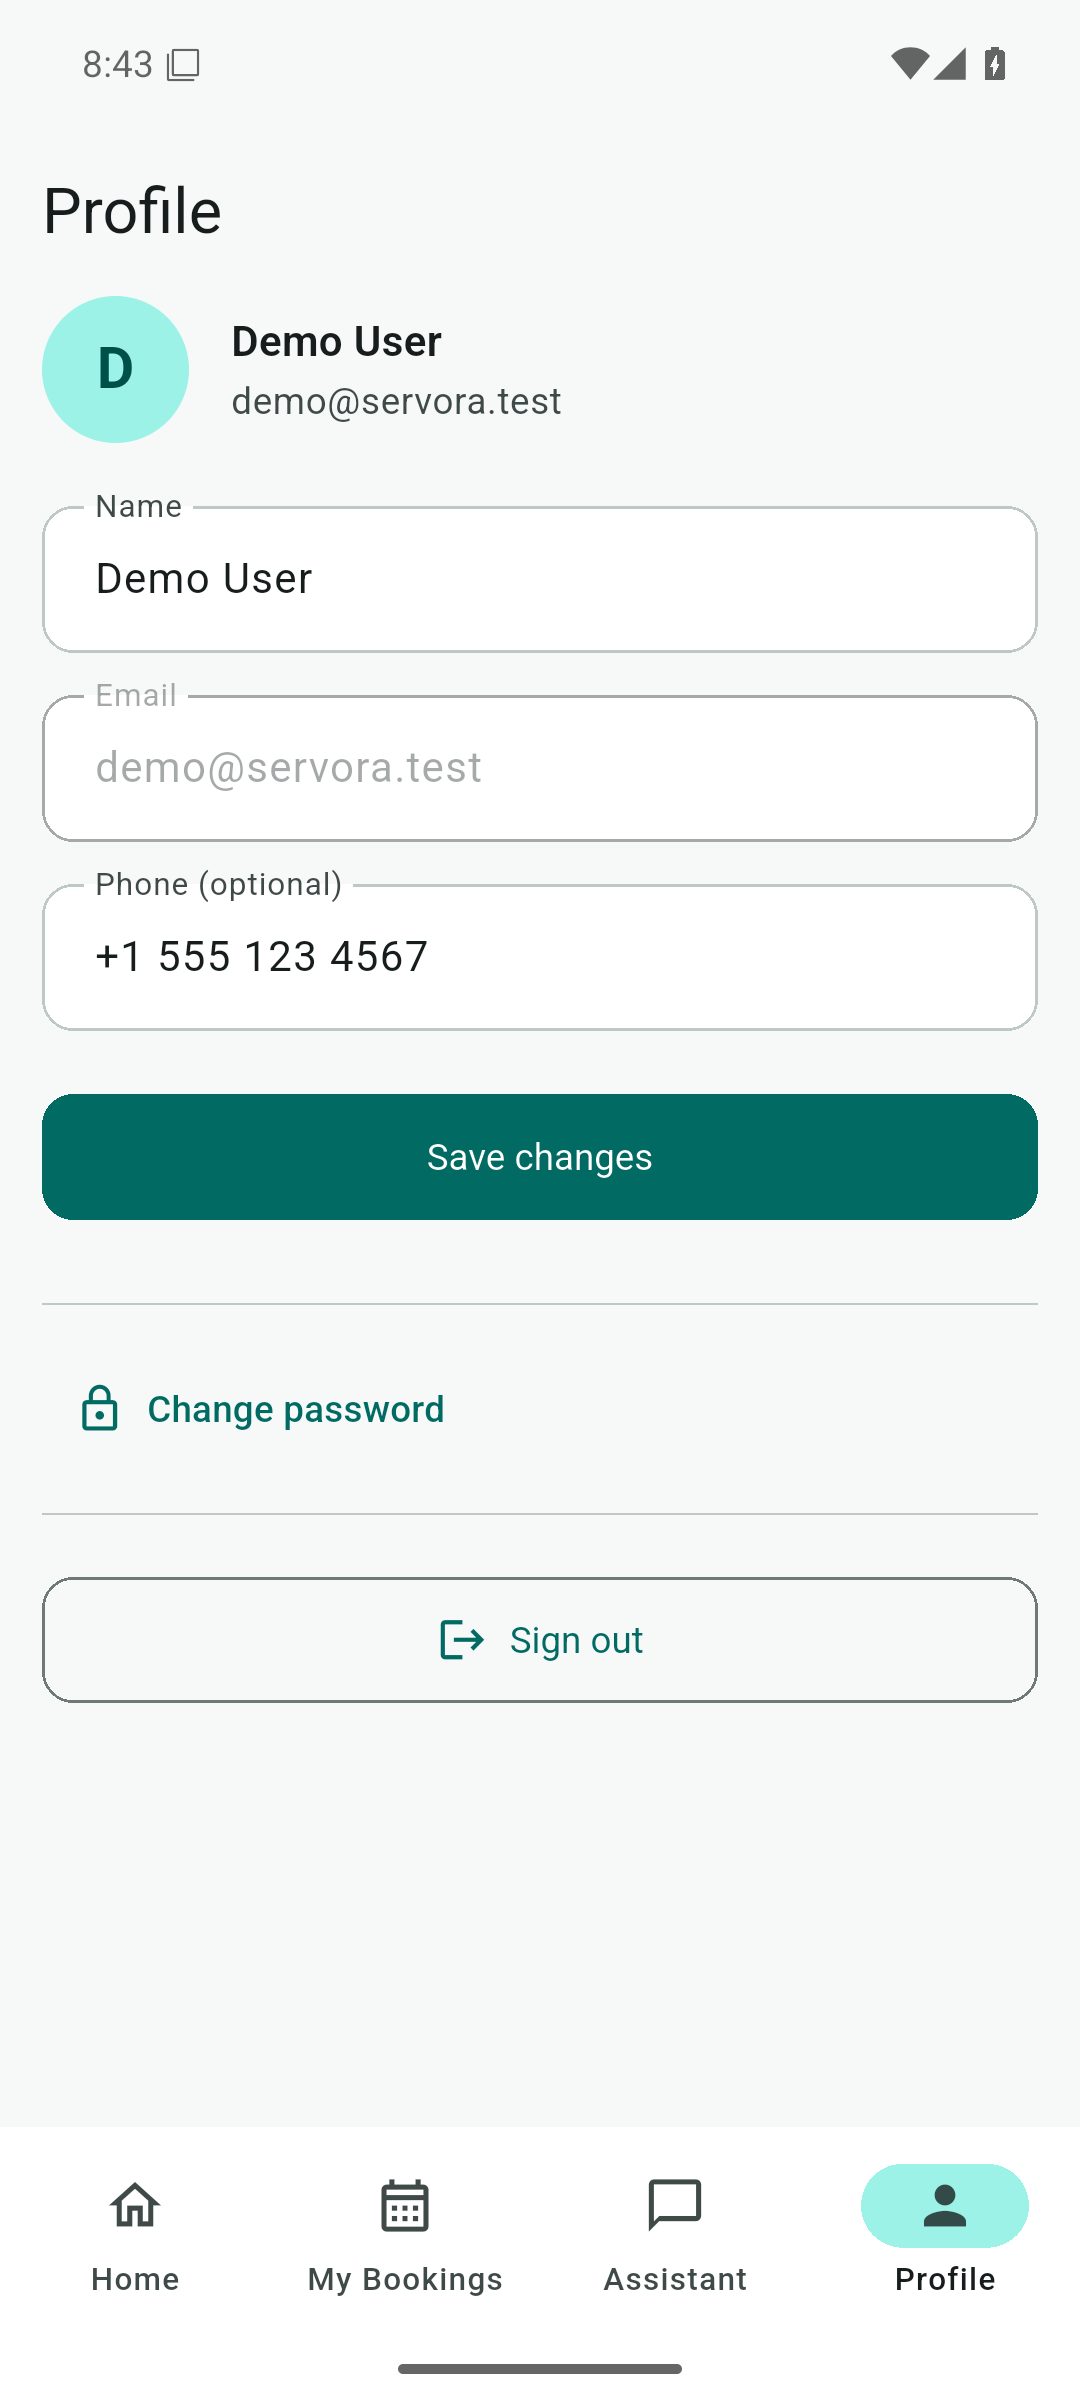 8:43
Profile
D
Demo User
demo@servora.test
Name
Demo User
Email
demo@servora.test
Phone (optional)
+1 555 123 4567
Save changes
Change password
Sign out
Home
My Bookings
Assistant
Profile